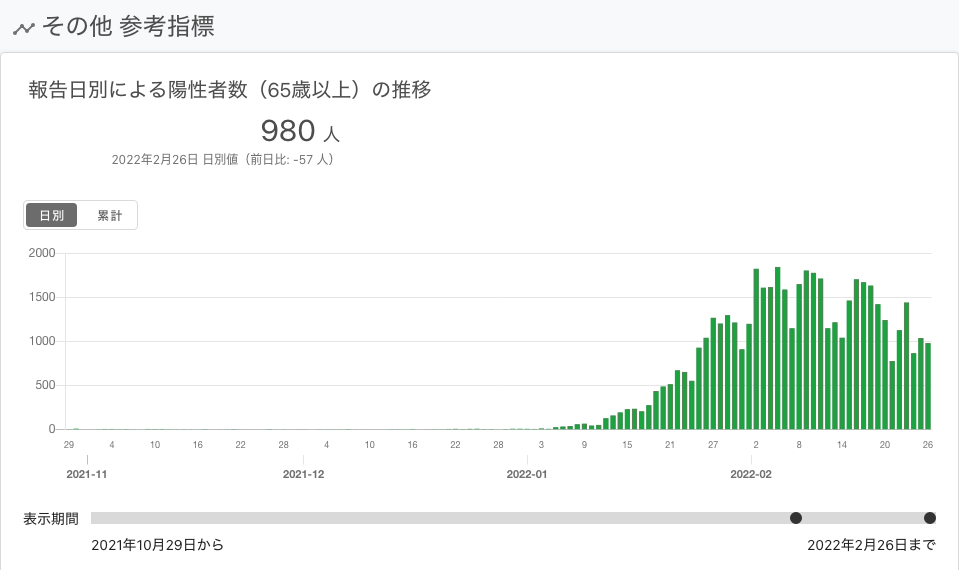 その他 参考指標
報告日別による陽性者数（65歳以上）の推移
980 人
2022年2月26日 日別値（前日比: -57 人）
日別 累計
2000
1500
1000
500
0
29 4 10 16 22 28 4 10 16 22 28 3 9 15 21 27 2 8 14 20 26
2021-11 2021-12 2022-01 2022-02
表示期間
2021年10月29日から 2022年2月26日まで